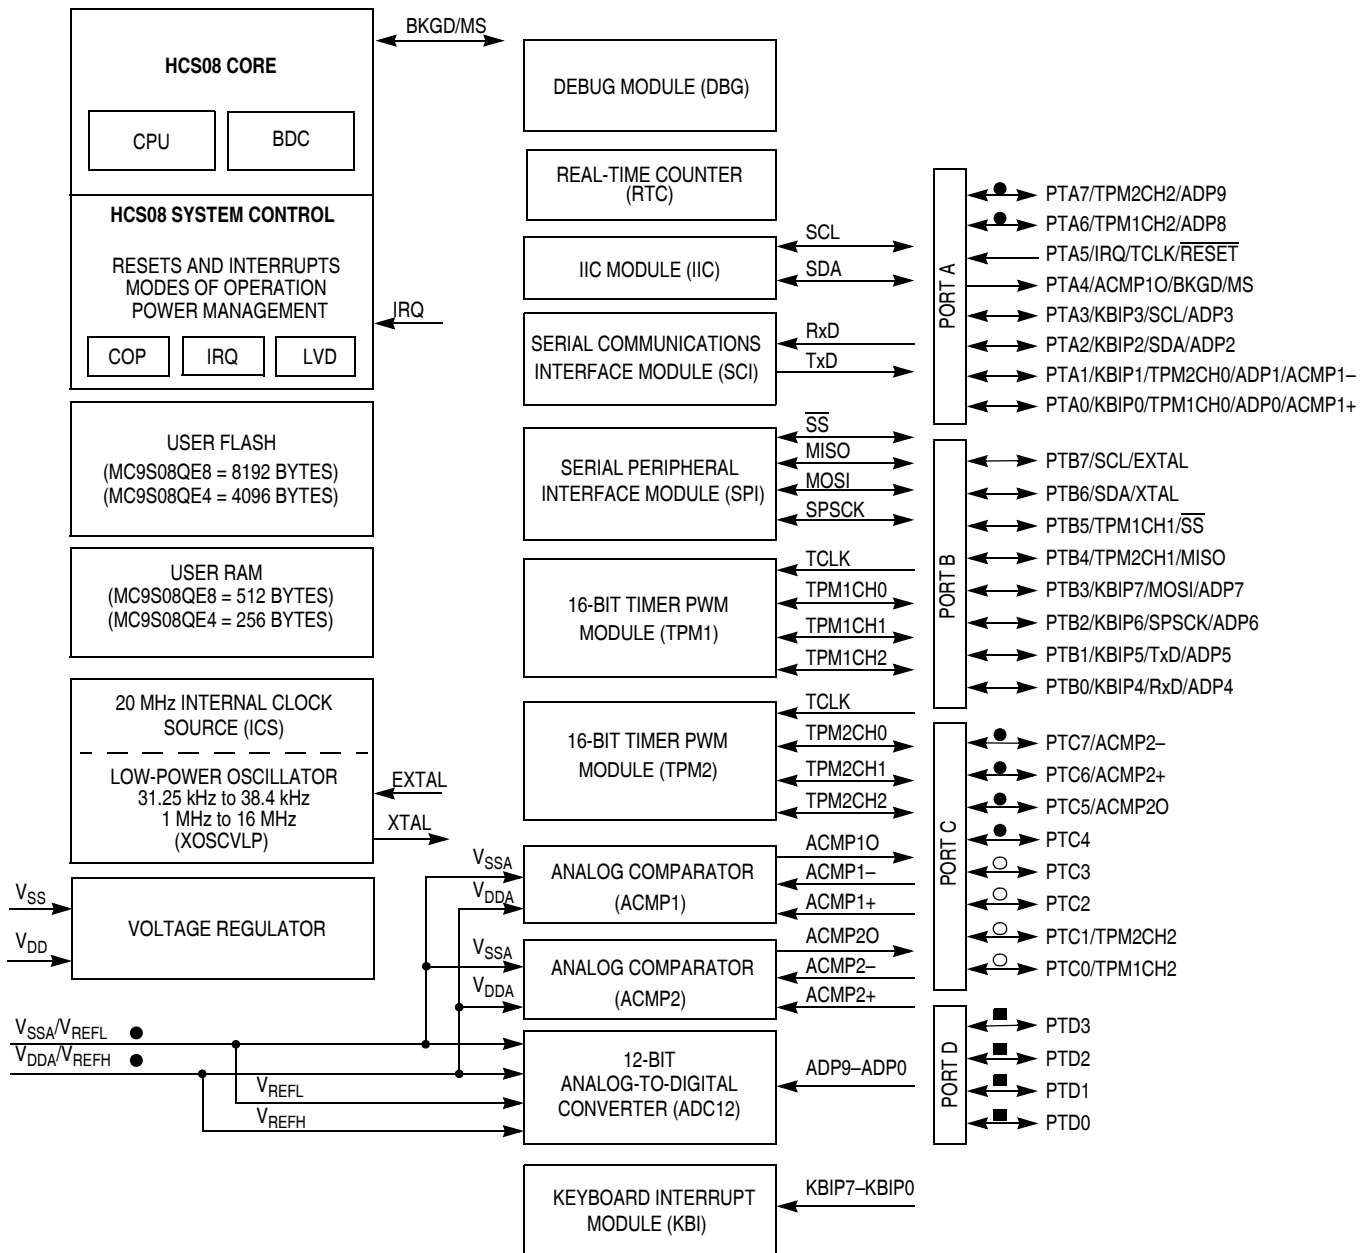 HCS08 CORE
CPU
BDC
HCS08 SYSTEM CONTROL
RESETS AND INTERRUPTS
MODES OF OPERATION
POWER MANAGEMENT
COP
IRQ
LVD
BKGD/MS
IRQ
USER FLASH
(MC9S08QE8 = 8192 BYTES)
(MC9S08QE4 = 4096 BYTES)
USER RAM
(MC9S08QE8 = 512 BYTES)
(MC9S08QE4 = 256 BYTES)
20 MHz INTERNAL CLOCK
SOURCE (ICS)
LOW-POWER OSCILLATOR
31.25 kHz to 38.4 kHz
1 MHz to 16 MHz
(XOSCVLP)
EXTAL
XTAL
VSS
VDD
VOLTAGE REGULATOR
VSSA/VREFL
VDDA/VREFH
VREFL
VREFH
DEBUG MODULE (DBG)
REAL-TIME COUNTER
(RTC)
IIC MODULE (IIC)
SCL
SDA
SERIAL COMMUNICATIONS
INTERFACE MODULE (SCI)
RxD
TxD
SERIAL PERIPHERAL
INTERFACE MODULE (SPI)
SS
MISO
MOSI
SPSCK
16-BIT TIMER PWM
MODULE (TPM1)
TCLK
TPM1CH0
TPM1CH1
TPM1CH2
16-BIT TIMER PWM
MODULE (TPM2)
TCLK
TPM2CH0
TPM2CH1
TPM2CH2
VSSA
VDDA
ANALOG COMPARATOR
(ACMP1)
ACMP1O
ACMP1–
ACMP1+
VSSA
VDDA
ANALOG COMPARATOR
(ACMP2)
ACMP2O
ACMP2–
ACMP2+
12-BIT
ANALOG-TO-DIGITAL
CONVERTER (ADC12)
ADP9–ADP0
KEYBOARD INTERRUPT
MODULE (KBI)
KBIP7–KBIP0
PORT A
PTA7/TPM2CH2/ADP9
PTA6/TPM1CH2/ADP8
PTA5/IRQ/TCLK/RESET
PTA4/ACMP1O/BKGD/MS
PTA3/KBIP3/SCL/ADP3
PTA2/KBIP2/SDA/ADP2
PTA1/KBIP1/TPM2CH0/ADP1/ACMP1–
PTA0/KBIP0/TPM1CH0/ADP0/ACMP1+
PORT B
PTB7/SCL/EXTAL
PTB6/SDA/XTAL
PTB5/TPM1CH1/SS
PTB4/TPM2CH1/MISO
PTB3/KBIP7/MOSI/ADP7
PTB2/KBIP6/SPSCK/ADP6
PTB1/KBIP5/TxD/ADP5
PTB0/KBIP4/RxD/ADP4
PORT C
PTC7/ACMP2–
PTC6/ACMP2+
PTC5/ACMP2O
PTC4
PTC3
PTC2
PTC1/TPM2CH2
PTC0/TPM1CH2
PORT D
PTD3
PTD2
PTD1
PTD0